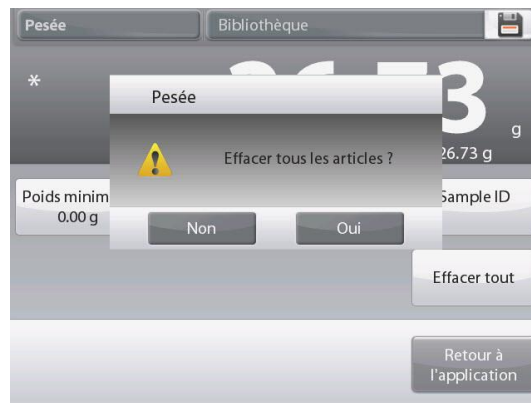 Pesée
Bibliothèque
*
g
26.73 g
Pesée
Effacer tous les articles ?
Non
Oui
Poids minim
0.00 g
Sample ID
Effacer tout
Retour à
l'application